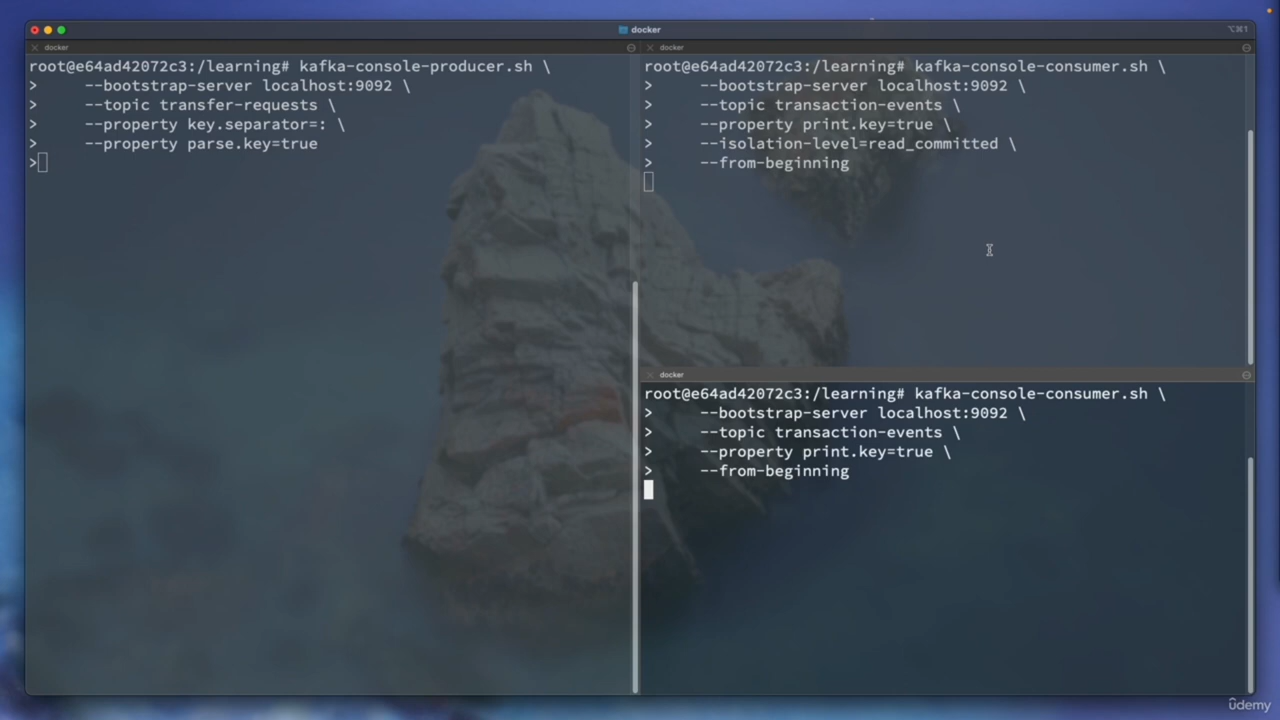 docker
⌥⌘1
docker
root@e64ad42072c3:/learning# kafka-console-producer.sh \
>     --bootstrap-server localhost:9092 \
>     --topic transfer-requests \
>     --property key.separator=: \
>     --property parse.key=true
>
docker
root@e64ad42072c3:/learning# kafka-console-consumer.sh \
>     --bootstrap-server localhost:9092 \
>     --topic transaction-events \
>     --property print.key=true \
>     --isolation-level=read_committed \
>     --from-beginning
docker
root@e64ad42072c3:/learning# kafka-console-consumer.sh \
>     --bootstrap-server localhost:9092 \
>     --topic transaction-events \
>     --property print.key=true \
>     --from-beginning
ûdemy